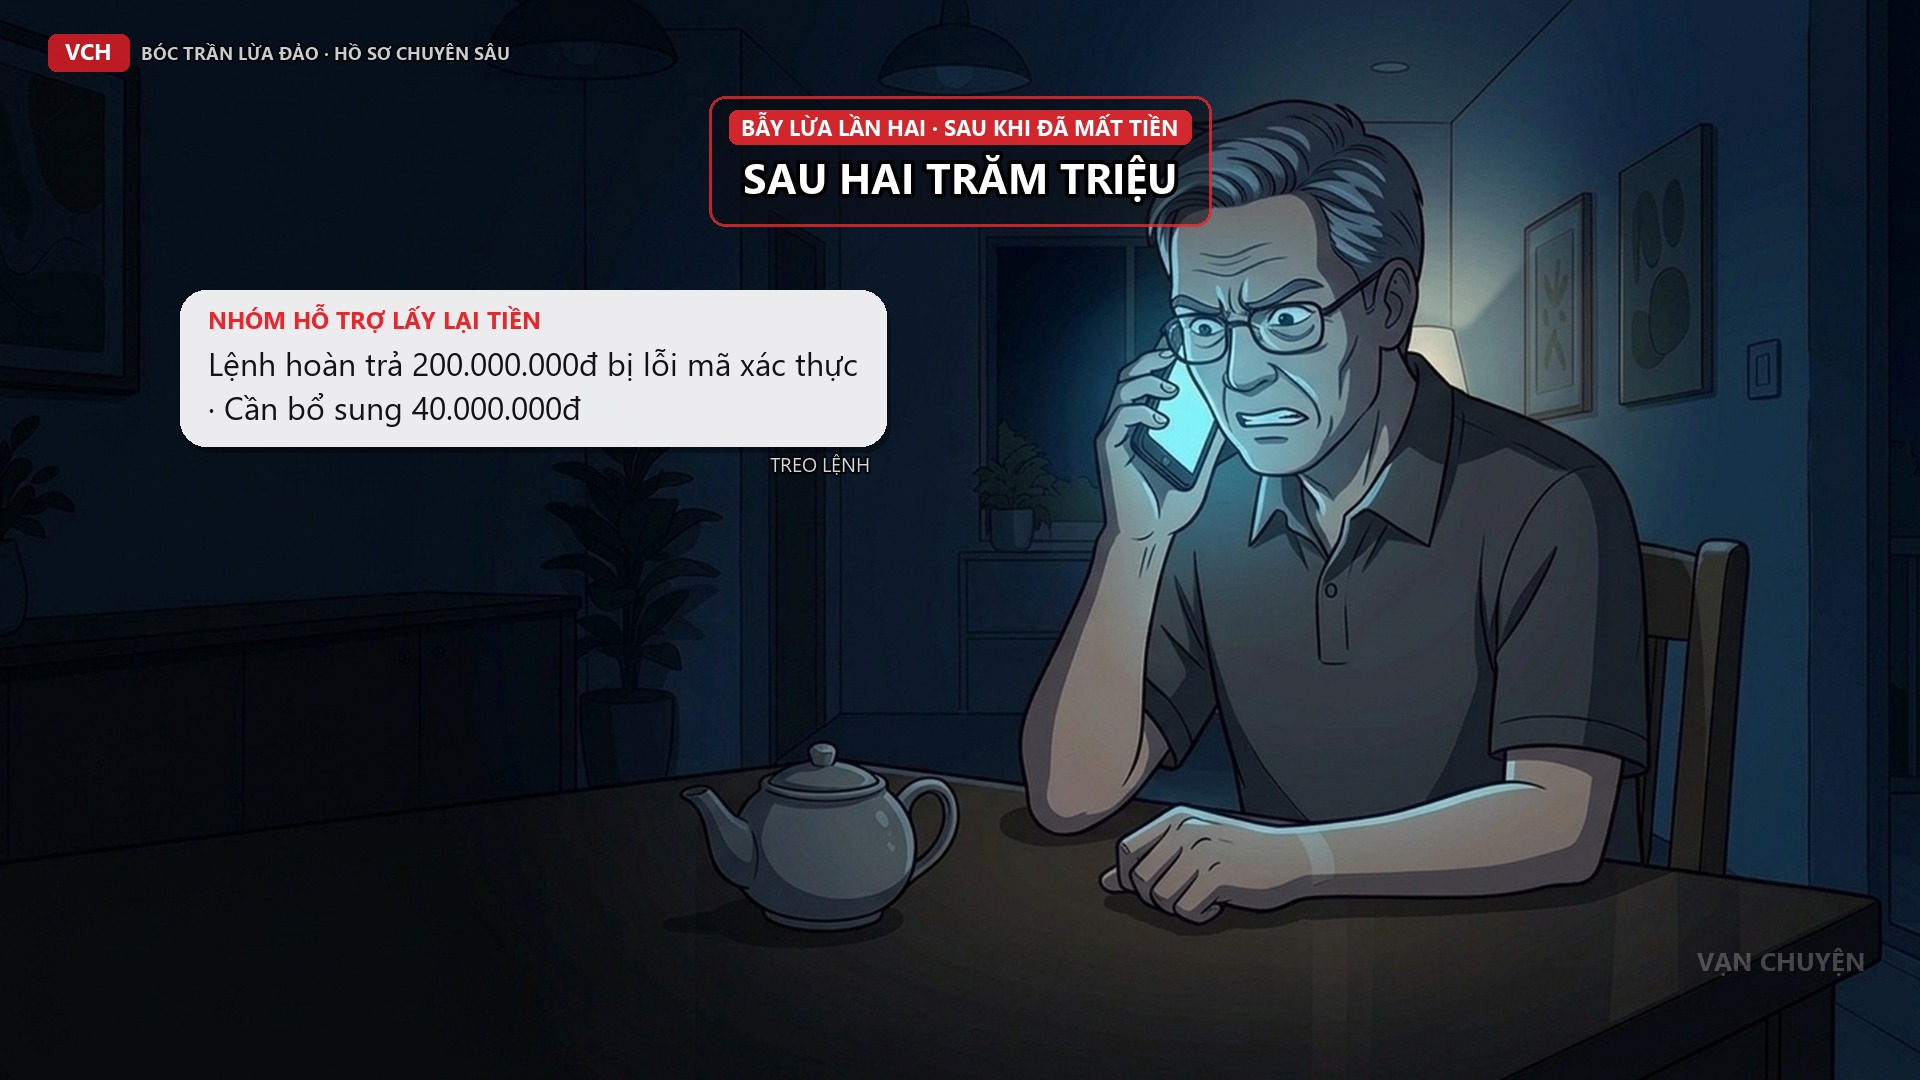 VCH BÓC TRẦN LỪA ĐẢO · HỒ SƠ CHUYÊN SÂU
BẪY LỪA LẦN HAI · SAU KHI ĐÃ MẤT TIỀN
SAU HAI TRĂM TRIỆU
NHÓM HỖ TRỢ LẤY LẠI TIỀN
Lệnh hoàn trả 200.000.000đ bị lỗi mã xác thực
· Cần bổ sung 40.000.000đ
TREO LỆNH
VẠN CHUYỆN